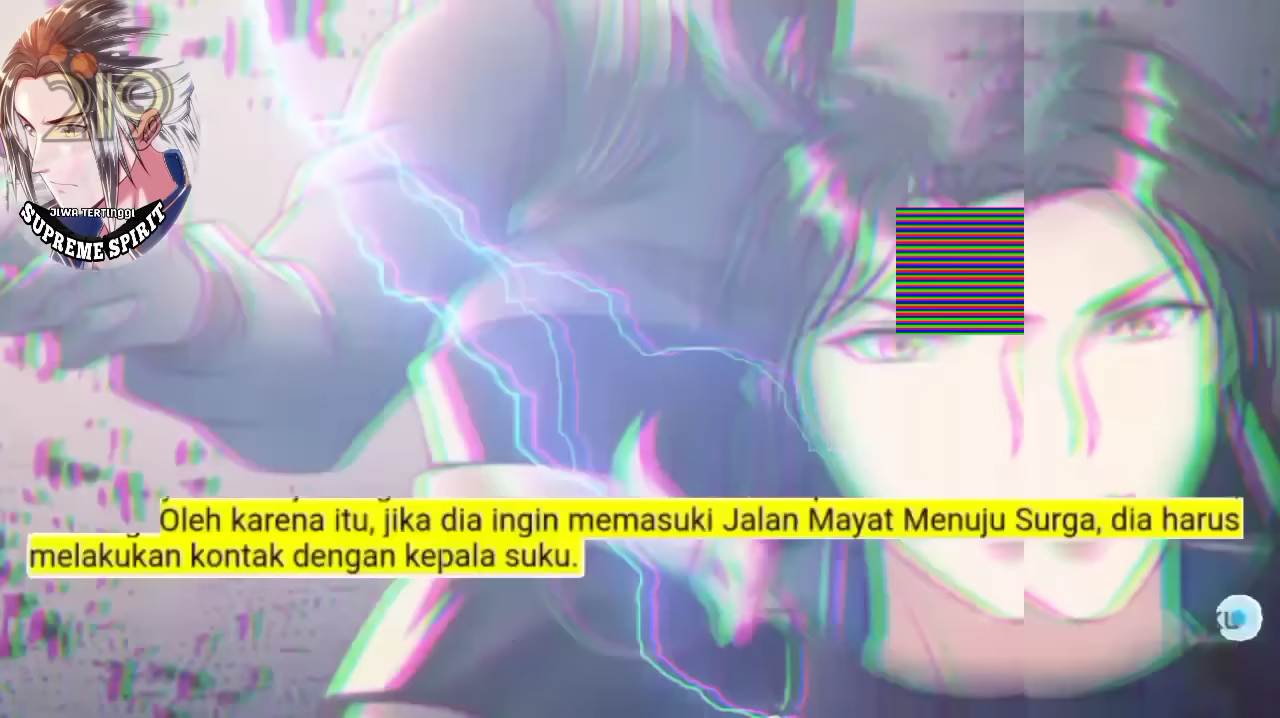 219
JIWA TERTINGGI
SUPREME SPIRIT
Oleh karena itu, jika dia ingin memasuki Jalan Mayat Menuju Surga, dia harus
melakukan kontak dengan kepala suku.